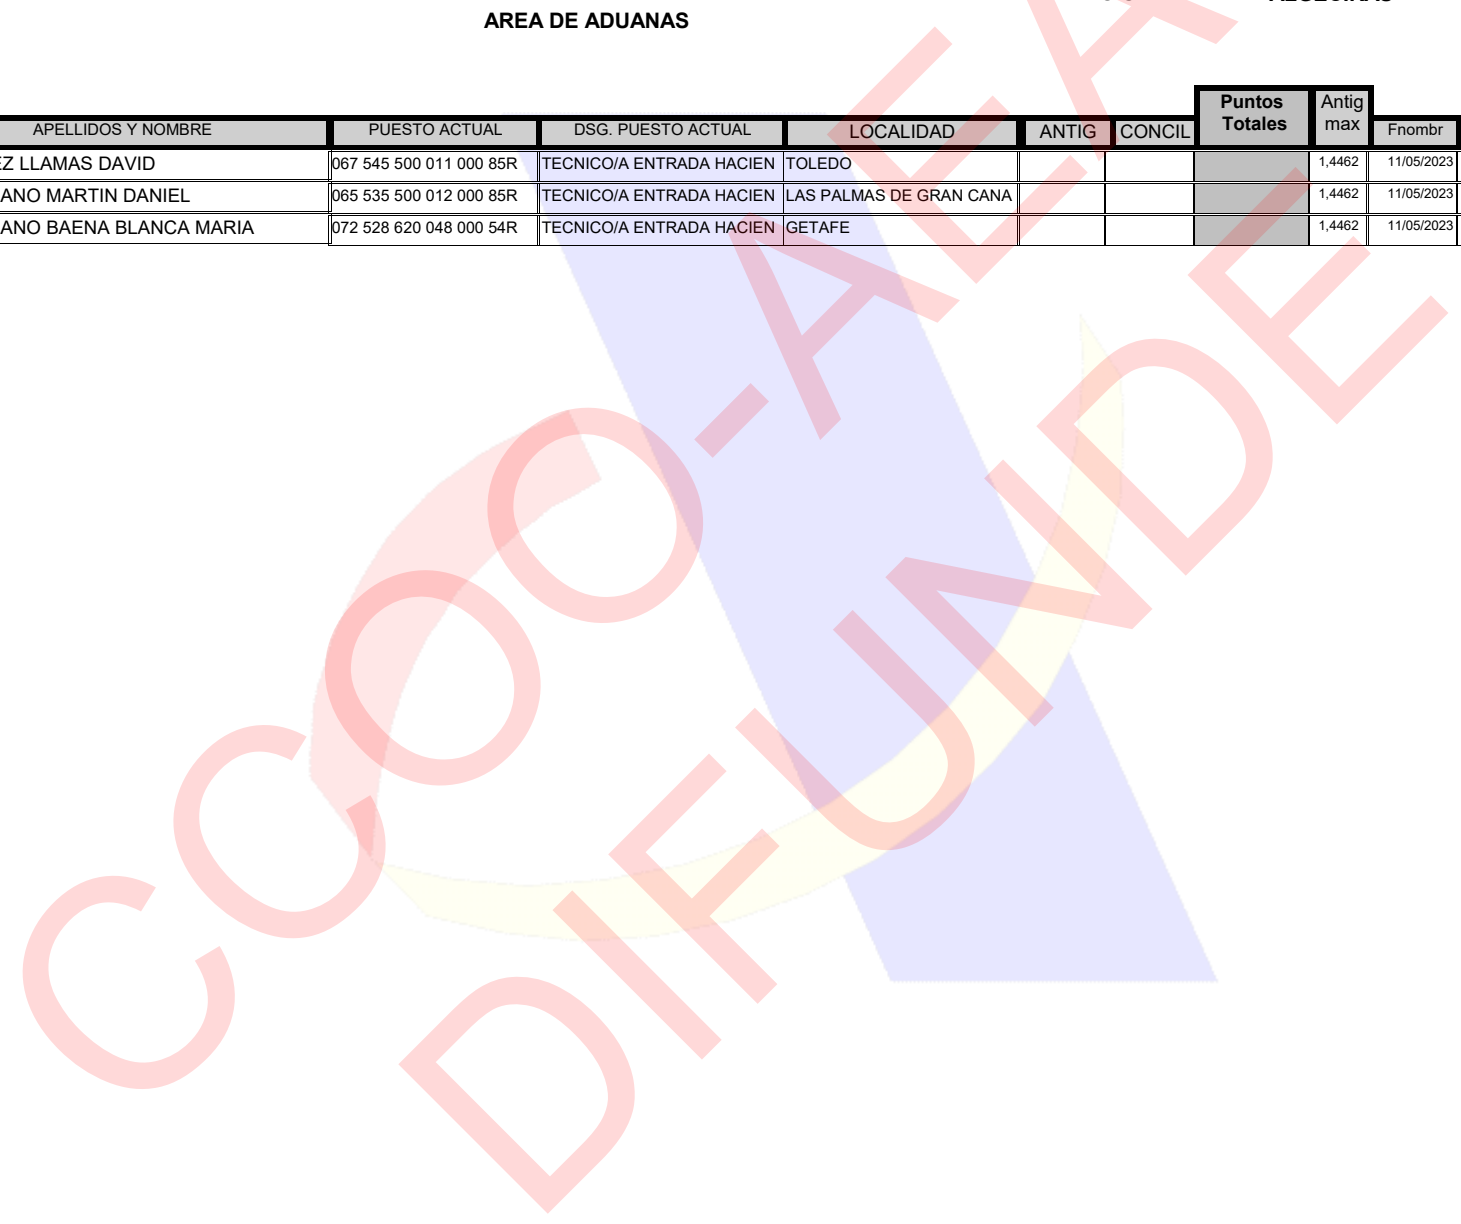 AREA DE ADUANAS
APELLIDOS Y NOMBRE PUESTO ACTUAL DSG. PUESTO ACTUAL LOCALIDAD ANTIG CONCIL Puntos Totales Antig max Fnombr
EZ LLAMAS DAVID 067 545 500 011 000 85R TECNICO/A ENTRADA HACIEN TOLEDO 1,4462 11/05/2023
ANO MARTIN DANIEL 065 535 500 012 000 85R TECNICO/A ENTRADA HACIEN LAS PALMAS DE GRAN CANA 1,4462 11/05/2023
ANO BAENA BLANCA MARIA 072 528 620 048 000 54R TECNICO/A ENTRADA HACIEN GETAFE 1,4462 11/05/2023
CCOO-AEA
DIFUNDE